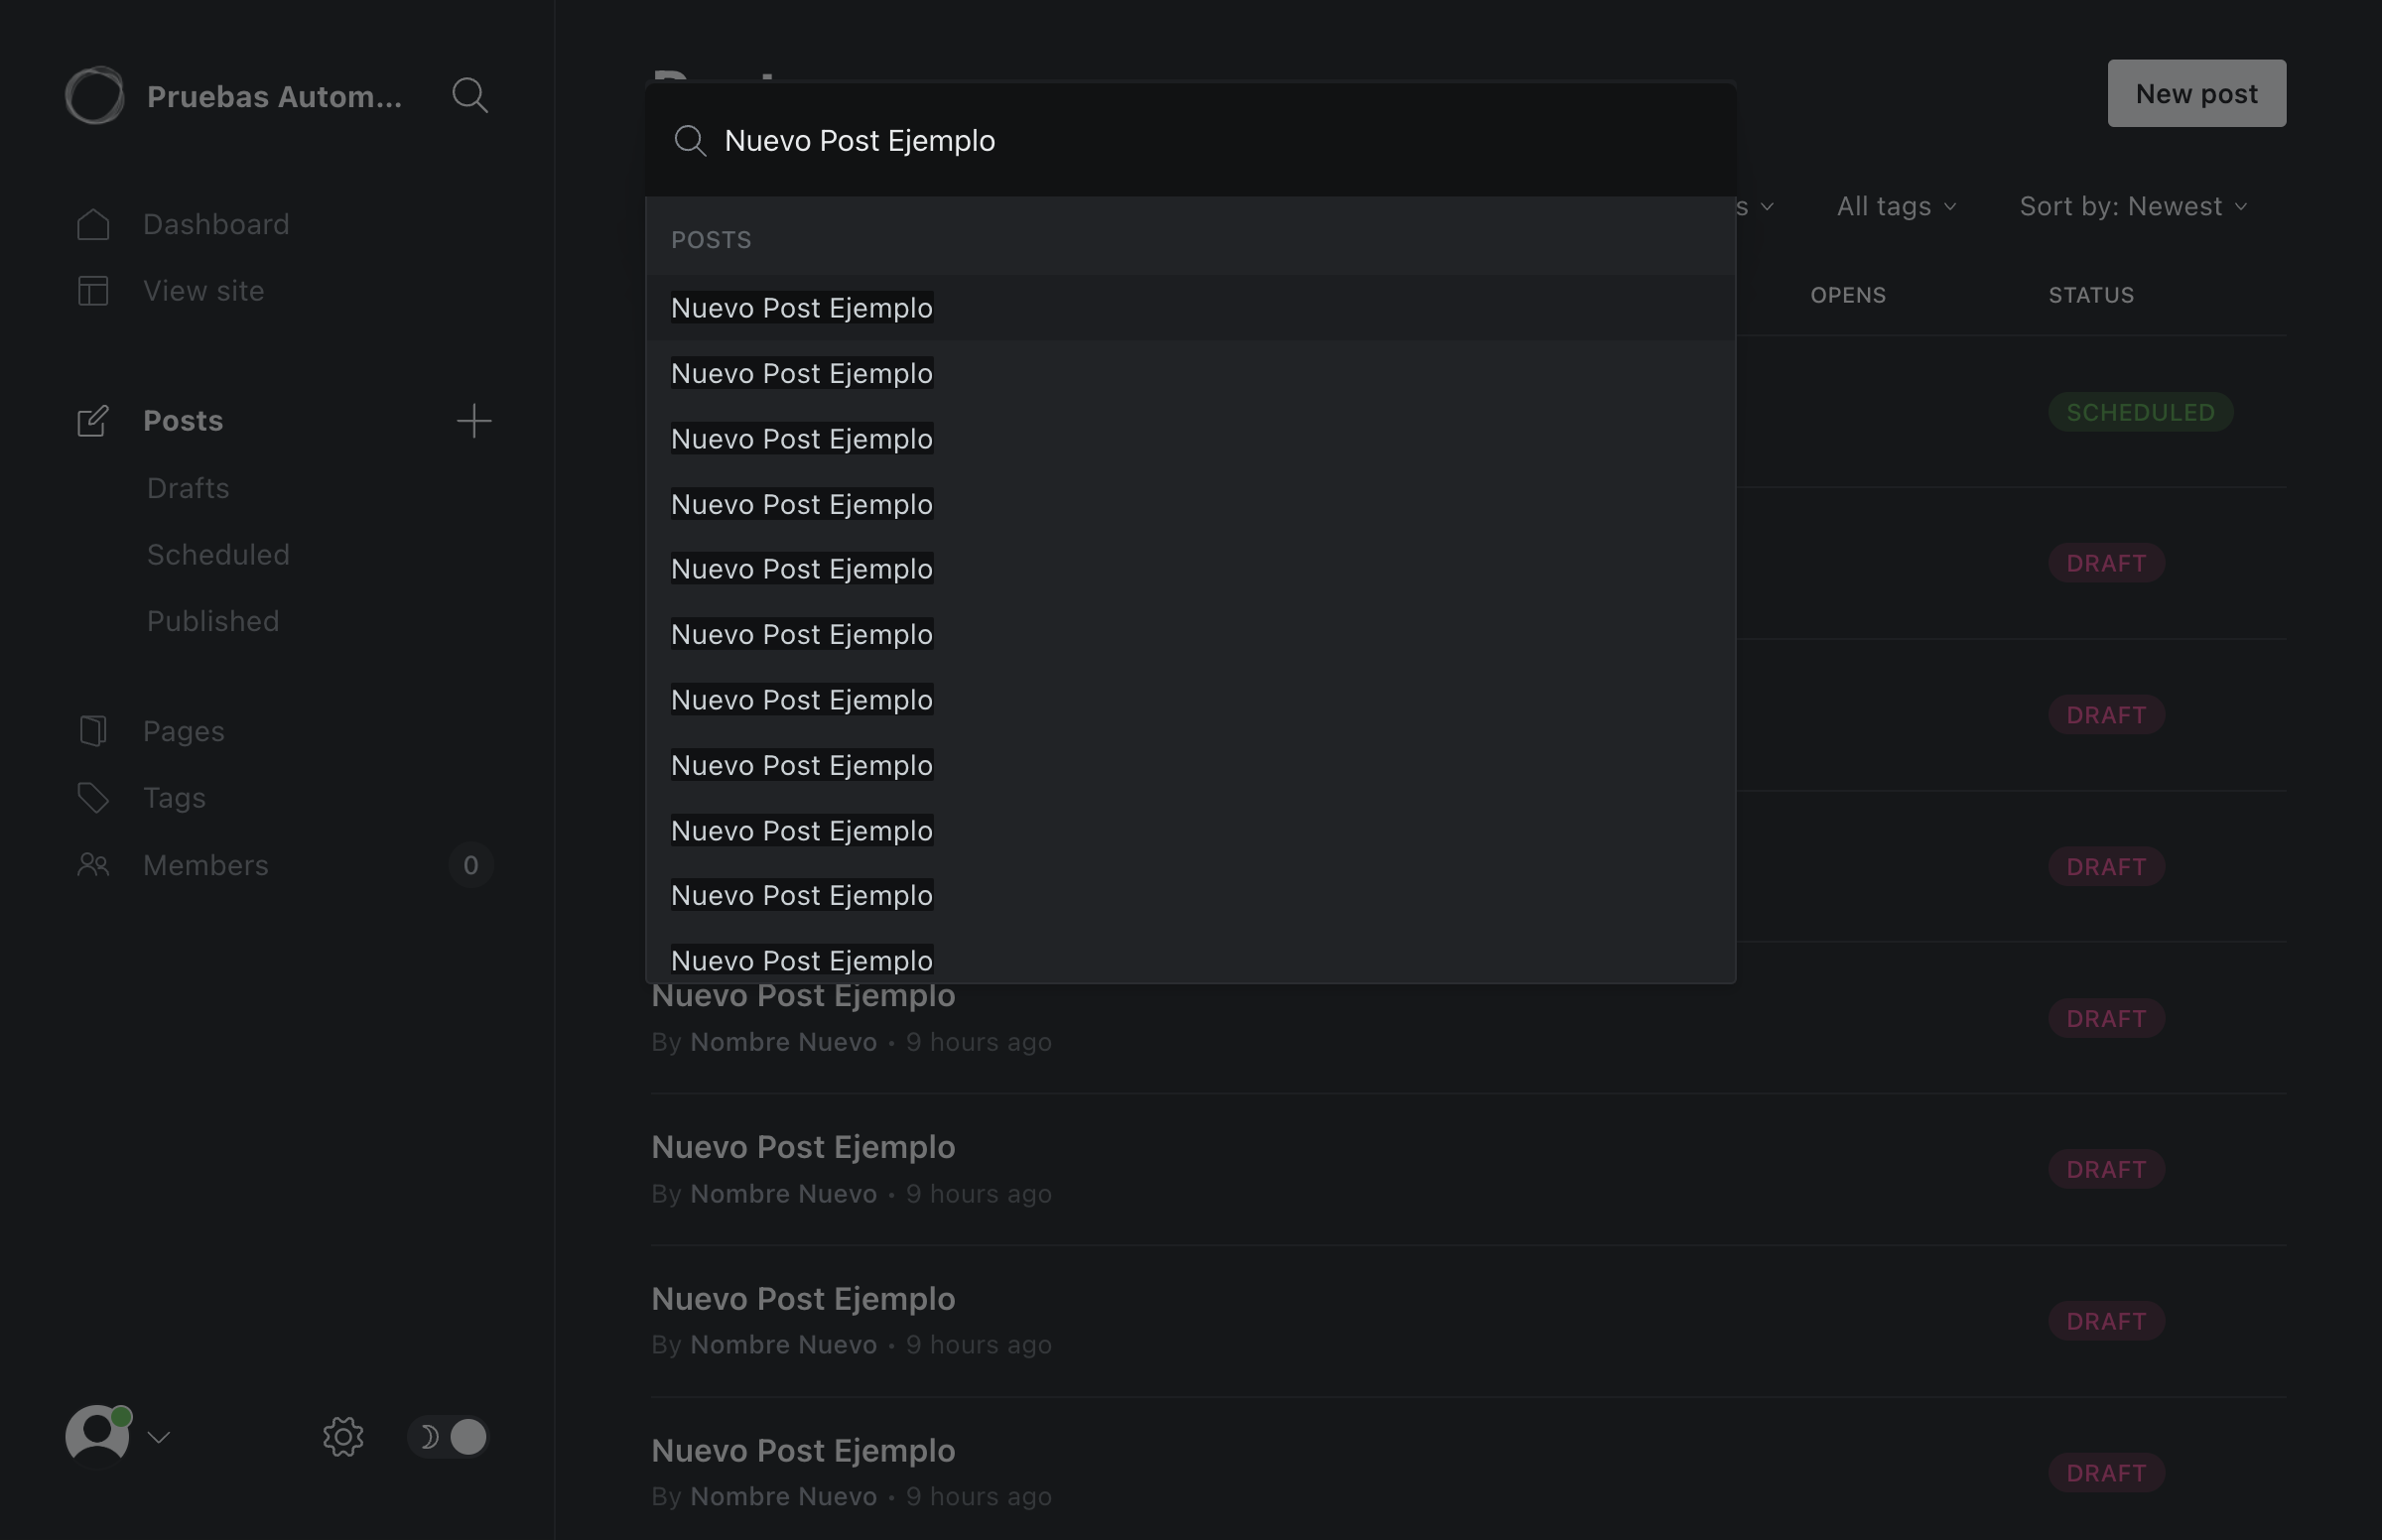 Pruebas Autom...
Dashboard
View site
Posts
Drafts
Scheduled
Published
Pages
Tags
Members
0
New post
Nuevo Post Ejemplo
All tags
Sort by: Newest
POSTS
OPENS
STATUS
Nuevo Post Ejemplo
Nuevo Post Ejemplo
Nuevo Post Ejemplo
Nuevo Post Ejemplo
Nuevo Post Ejemplo
Nuevo Post Ejemplo
Nuevo Post Ejemplo
Nuevo Post Ejemplo
Nuevo Post Ejemplo
Nuevo Post Ejemplo
Nuevo Post Ejemplo
SCHEDULED
DRAFT
DRAFT
DRAFT
Nuevo Post Ejemplo
By Nombre Nuevo • 9 hours ago
DRAFT
Nuevo Post Ejemplo
By Nombre Nuevo • 9 hours ago
DRAFT
Nuevo Post Ejemplo
By Nombre Nuevo • 9 hours ago
DRAFT
Nuevo Post Ejemplo
By Nombre Nuevo • 9 hours ago
DRAFT